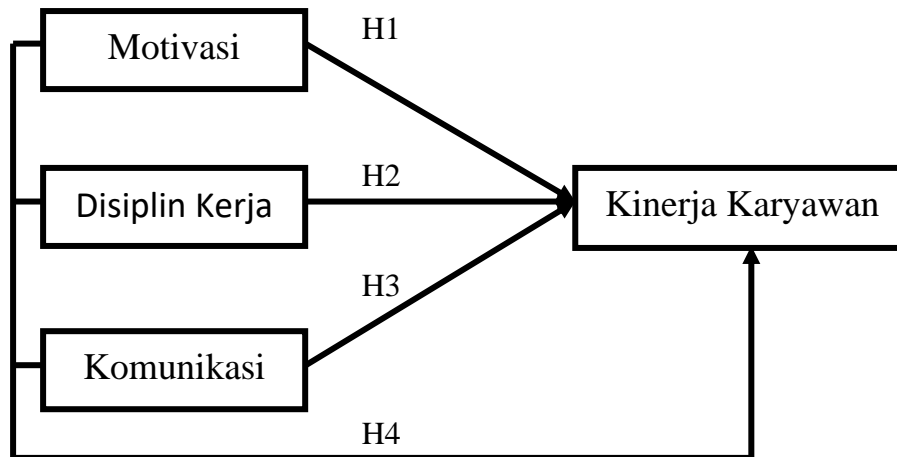 Motivasi
H1
Disiplin Kerja
H2
Kinerja Karyawan
H3
Komunikasi
H4